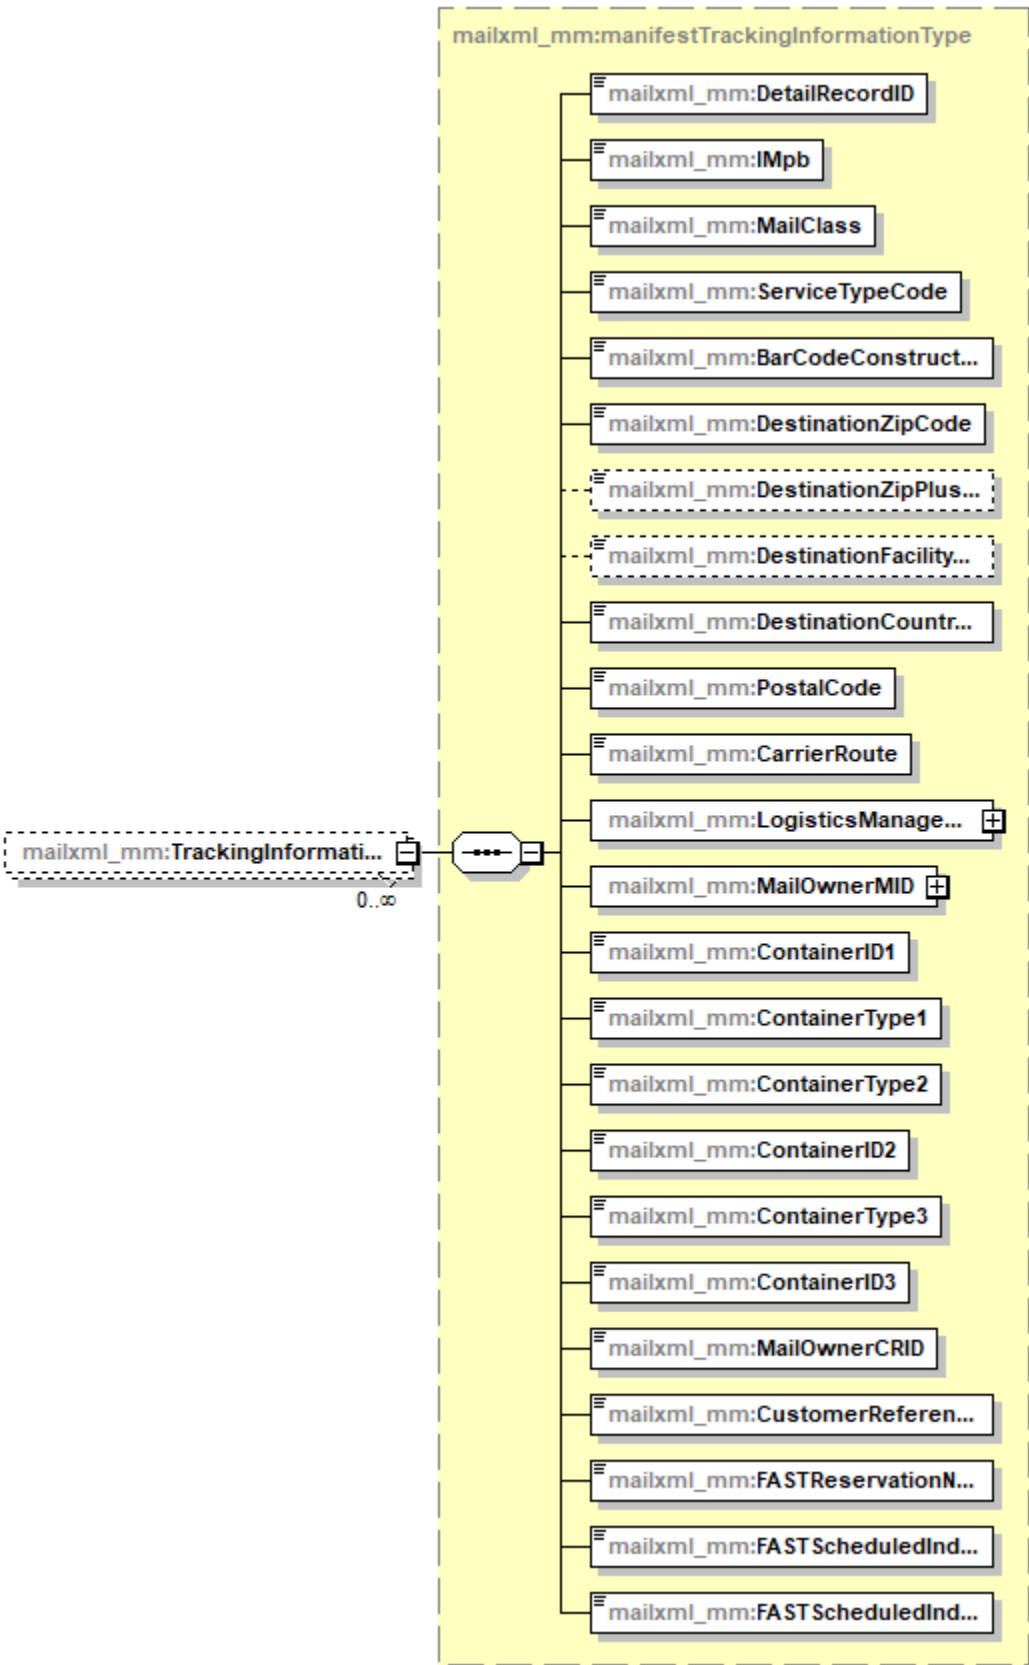 mailxml_mm:manifestTrackingInformationType
mailxml_mm:DetailRecordID
mailxml_mm:IMpb
mailxml_mm:MailClass
mailxml_mm:ServiceTypeCode
mailxml_mm:BarCodeConstruct...
mailxml_mm:DestinationZipCode
mailxml_mm:DestinationZipPlus...
mailxml_mm:DestinationFacility...
mailxml_mm:DestinationCountr...
mailxml_mm:PostalCode
mailxml_mm:CarrierRoute
mailxml_mm:LogisticsManage...
mailxml_mm:TrackingInformati...
0..∞
mailxml_mm:MailOwnerMID
mailxml_mm:ContainerID1
mailxml_mm:ContainerType1
mailxml_mm:ContainerType2
mailxml_mm:ContainerID2
mailxml_mm:ContainerType3
mailxml_mm:ContainerID3
mailxml_mm:MailOwnerCRID
mailxml_mm:CustomerReferen...
mailxml_mm:FASTReservationN...
mailxml_mm:FASTScheduledInd...
mailxml_mm:FASTScheduledInd...